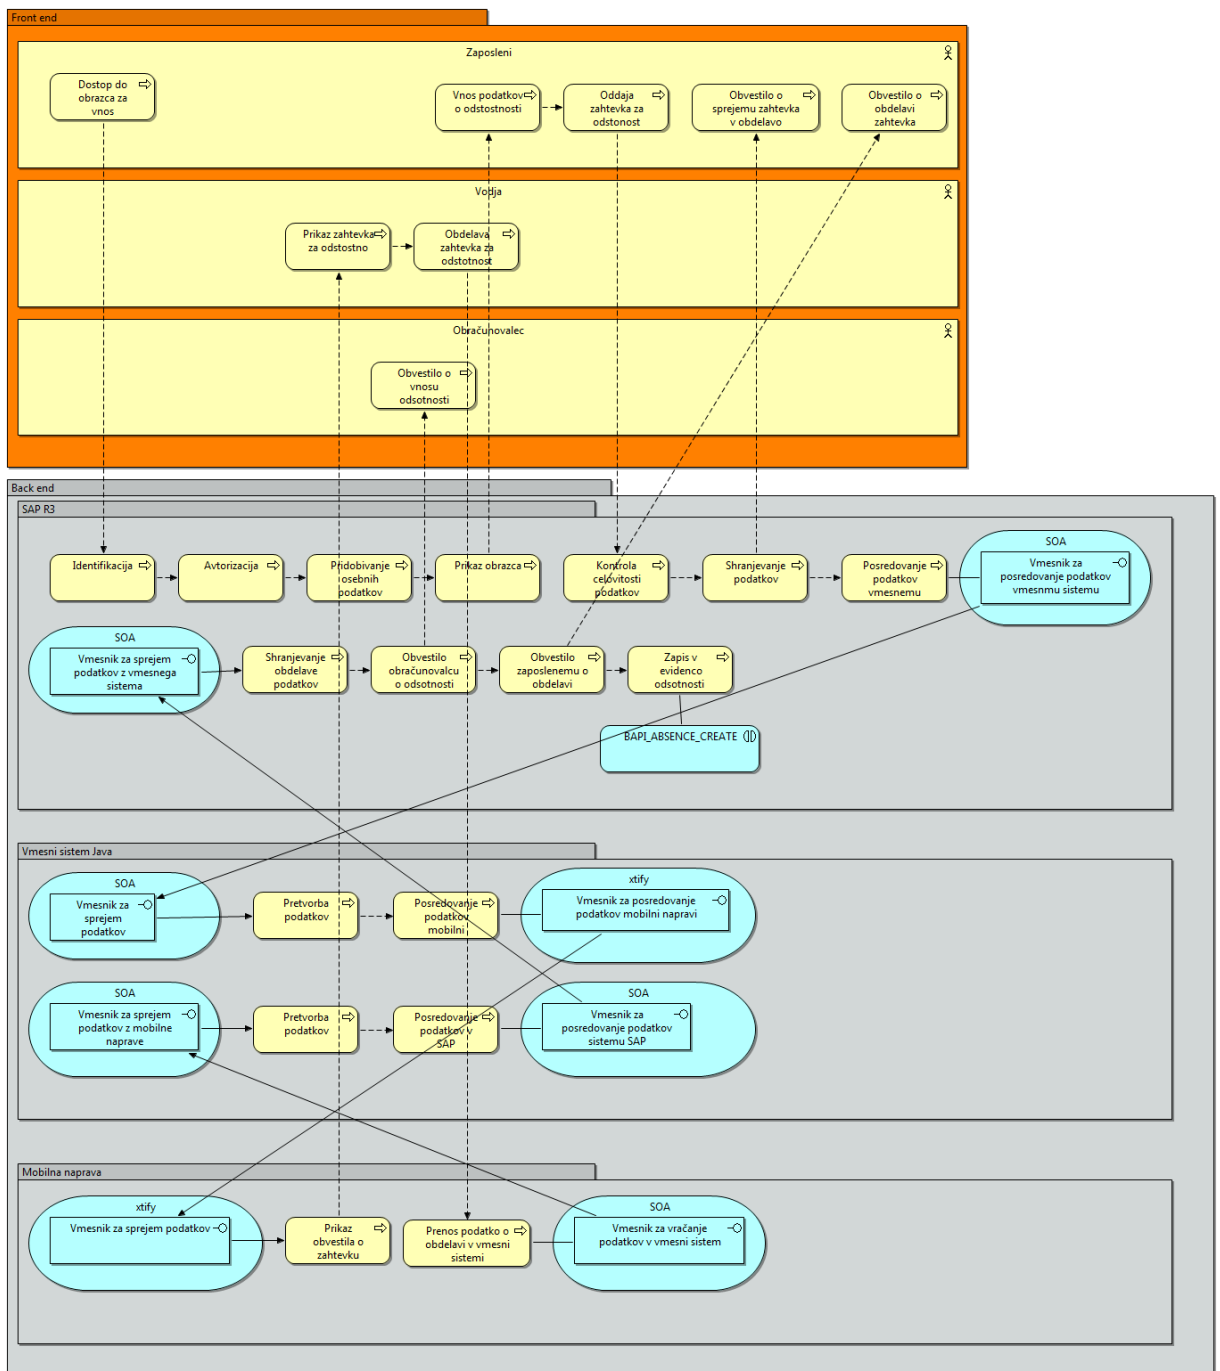 Front end
Zaposleni
Dostop do
obrazca za
vnos
Vnos podatkov
o odstostnosti
Oddaja
zahtevka za
odstonost
Obvestilo o
sprejemu zahtevka
v obdelavo
Obvestilo o
obdelavi
zahtevka
Vodja
Prikaz zahtevka
za odstostno
Obdelava
zahtevka za
odstotnost
Obračunovalec
Obvestilo o
vnosu
odsotnosti
Back end
SAP R3
Identifikacija
Avtorizacija
Pridobivanje
osebnih
podatkov
Prikaz obrazca
Kontrola
celovitosti
podatkov
Shranjevanje
podatkov
Posredovanje
podatkov
vmesnemu
SOA
Vmesnik za
posredovanje podatkov
vmesnmu sistemu
SOA
Vmesnik za sprejem
podatkov z vmesnega
sistema
Shranjevanje
obdelave
podatkov
Obvestilo
obračunovalcu
o odsotnosti
Obvestilo
zaposlenemu o
obdelavi
Zapis v
evidenco
odsotnosti
BAPI_ABSENCE_CREATE
Vmesni sistem Java
SOA
Vmesnik za
sprejem
podatkov
Pretvorba
podatkov
Posredovanje
podatkov
mobilni
xtify
Vmesnik za posredovanje
podatkov mobilni napravi
SOA
Vmesnik za sprejem
podatkov z mobilne
naprave
Pretvorba
podatkov
Posredovanje
podatkov v
SAP
SOA
Vmesnik za
posredovanje podatkov
sistemu SAP
Mobilna naprava
xtify
Vmesnik za sprejem podatkov
Prikaz
obvestila o
zahtevku
Prenos podatko o
obdelavi v vmesni
sistemi
SOA
Vmesnik za vračanje
podatkov v vmesni sistem